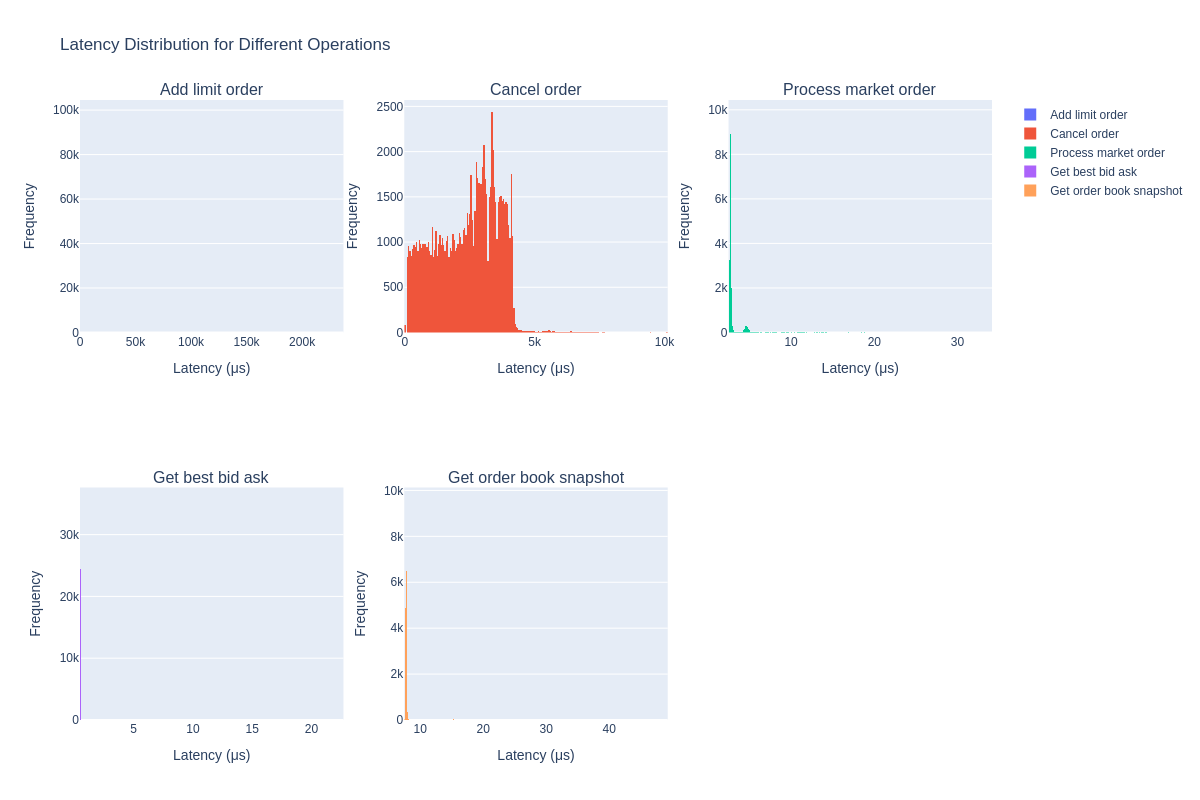 Latency Distribution for Different Operations
Add limit order
100k
80k
60k
40k
20k
0
Frequency
0 50k 100k 150k 200k
Latency (μs)
Cancel order
2500
2000
1500
1000
500
0
Frequency
0 5k 10k
Latency (μs)
Process market order
10k
8k
6k
4k
2k
0
Frequency
10 20 30
Latency (μs)
Add limit order
Cancel order
Process market order
Get best bid ask
Get order book snapshot
Get best bid ask
30k
20k
10k
0
Frequency
5 10 15 20
Latency (μs)
Get order book snapshot
10k
8k
6k
4k
2k
0
Frequency
10 20 30 40
Latency (μs)